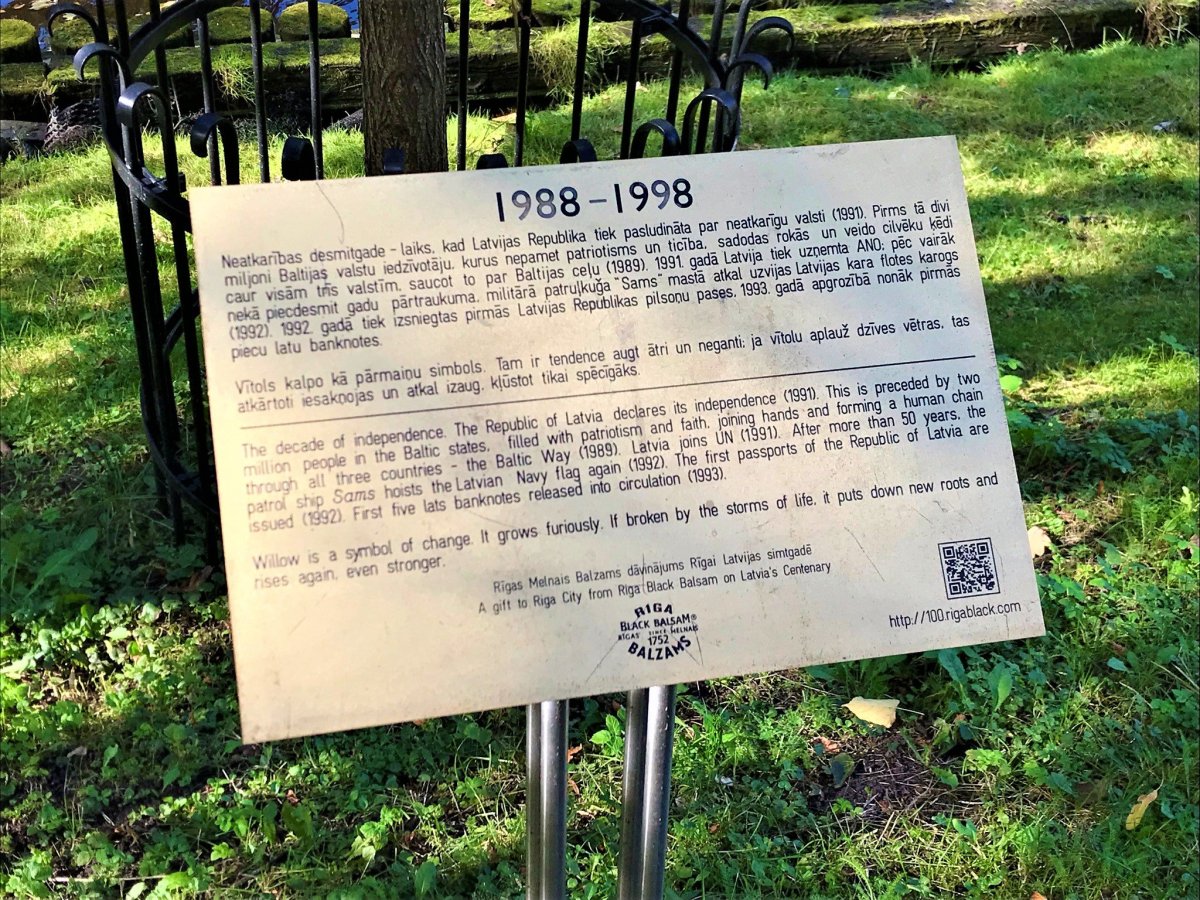 1988 – 1998
Neatkarības desmitgade – laiks, kad Latvijas Republika tiek pasludināta par neatkarīgu valsti (1991). Pirms tā divi
miljoni Baltijas valstu iedzīvotāju, kurus nepamet patriotisms un ticība, sadodas rokās un veido cilvēku ķēdi
caur visām trīs valstīm, saucot to par Baltijas ceļu (1989). 1991. gadā Latvija tiek uzņemta ANO; pēc vairāk
nekā piecdesmit gadu pārtraukuma, militārā patruļkuģa "Sams" mastā atkal uzvijas Latvijas kara flotes karogs
(1992). 1992. gadā tiek izsniegtas pirmās Latvijas Republikas pilsoņu pases. 1993. gadā apgrozībā nonāk pirmās
piecu latu banknotes.
Vītols kalpo kā pārmaiņu simbols. Tam ir tendence augt ātri un neganti; ja vītolu aplauž dzīves vētras, tas
atkārtoti iesakņojas un atkal izaug, kļūstot tikai spēcīgāks.
The decade of independence. The Republic of Latvia declares its independence (1991). This is preceded by two
million people in the Baltic states, filled with patriotism and faith, joining hands and forming a human chain
through all three countries – the Baltic Way (1989). Latvia joins UN (1991). After more than 50 years, the
patrol ship Sams hoists the Latvian Navy flag again (1992). The first passports of the Republic of Latvia are
issued (1992). First five lats banknotes released into circulation (1993).
Willow is a symbol of change. It grows furiously. If broken by the storms of life, it puts down new roots and
rises again, even stronger.
Rīgas Melnais Balzams dāvinājums Rīgai Latvijas simtgadē
A gift to Riga City from Riga Black Balsam on Latvia's Centenary
RIGA
BLACK BALSAM®
RĪGAS SINCE MELNAIS
1752
BALZAMS
http://100.rigablack.com